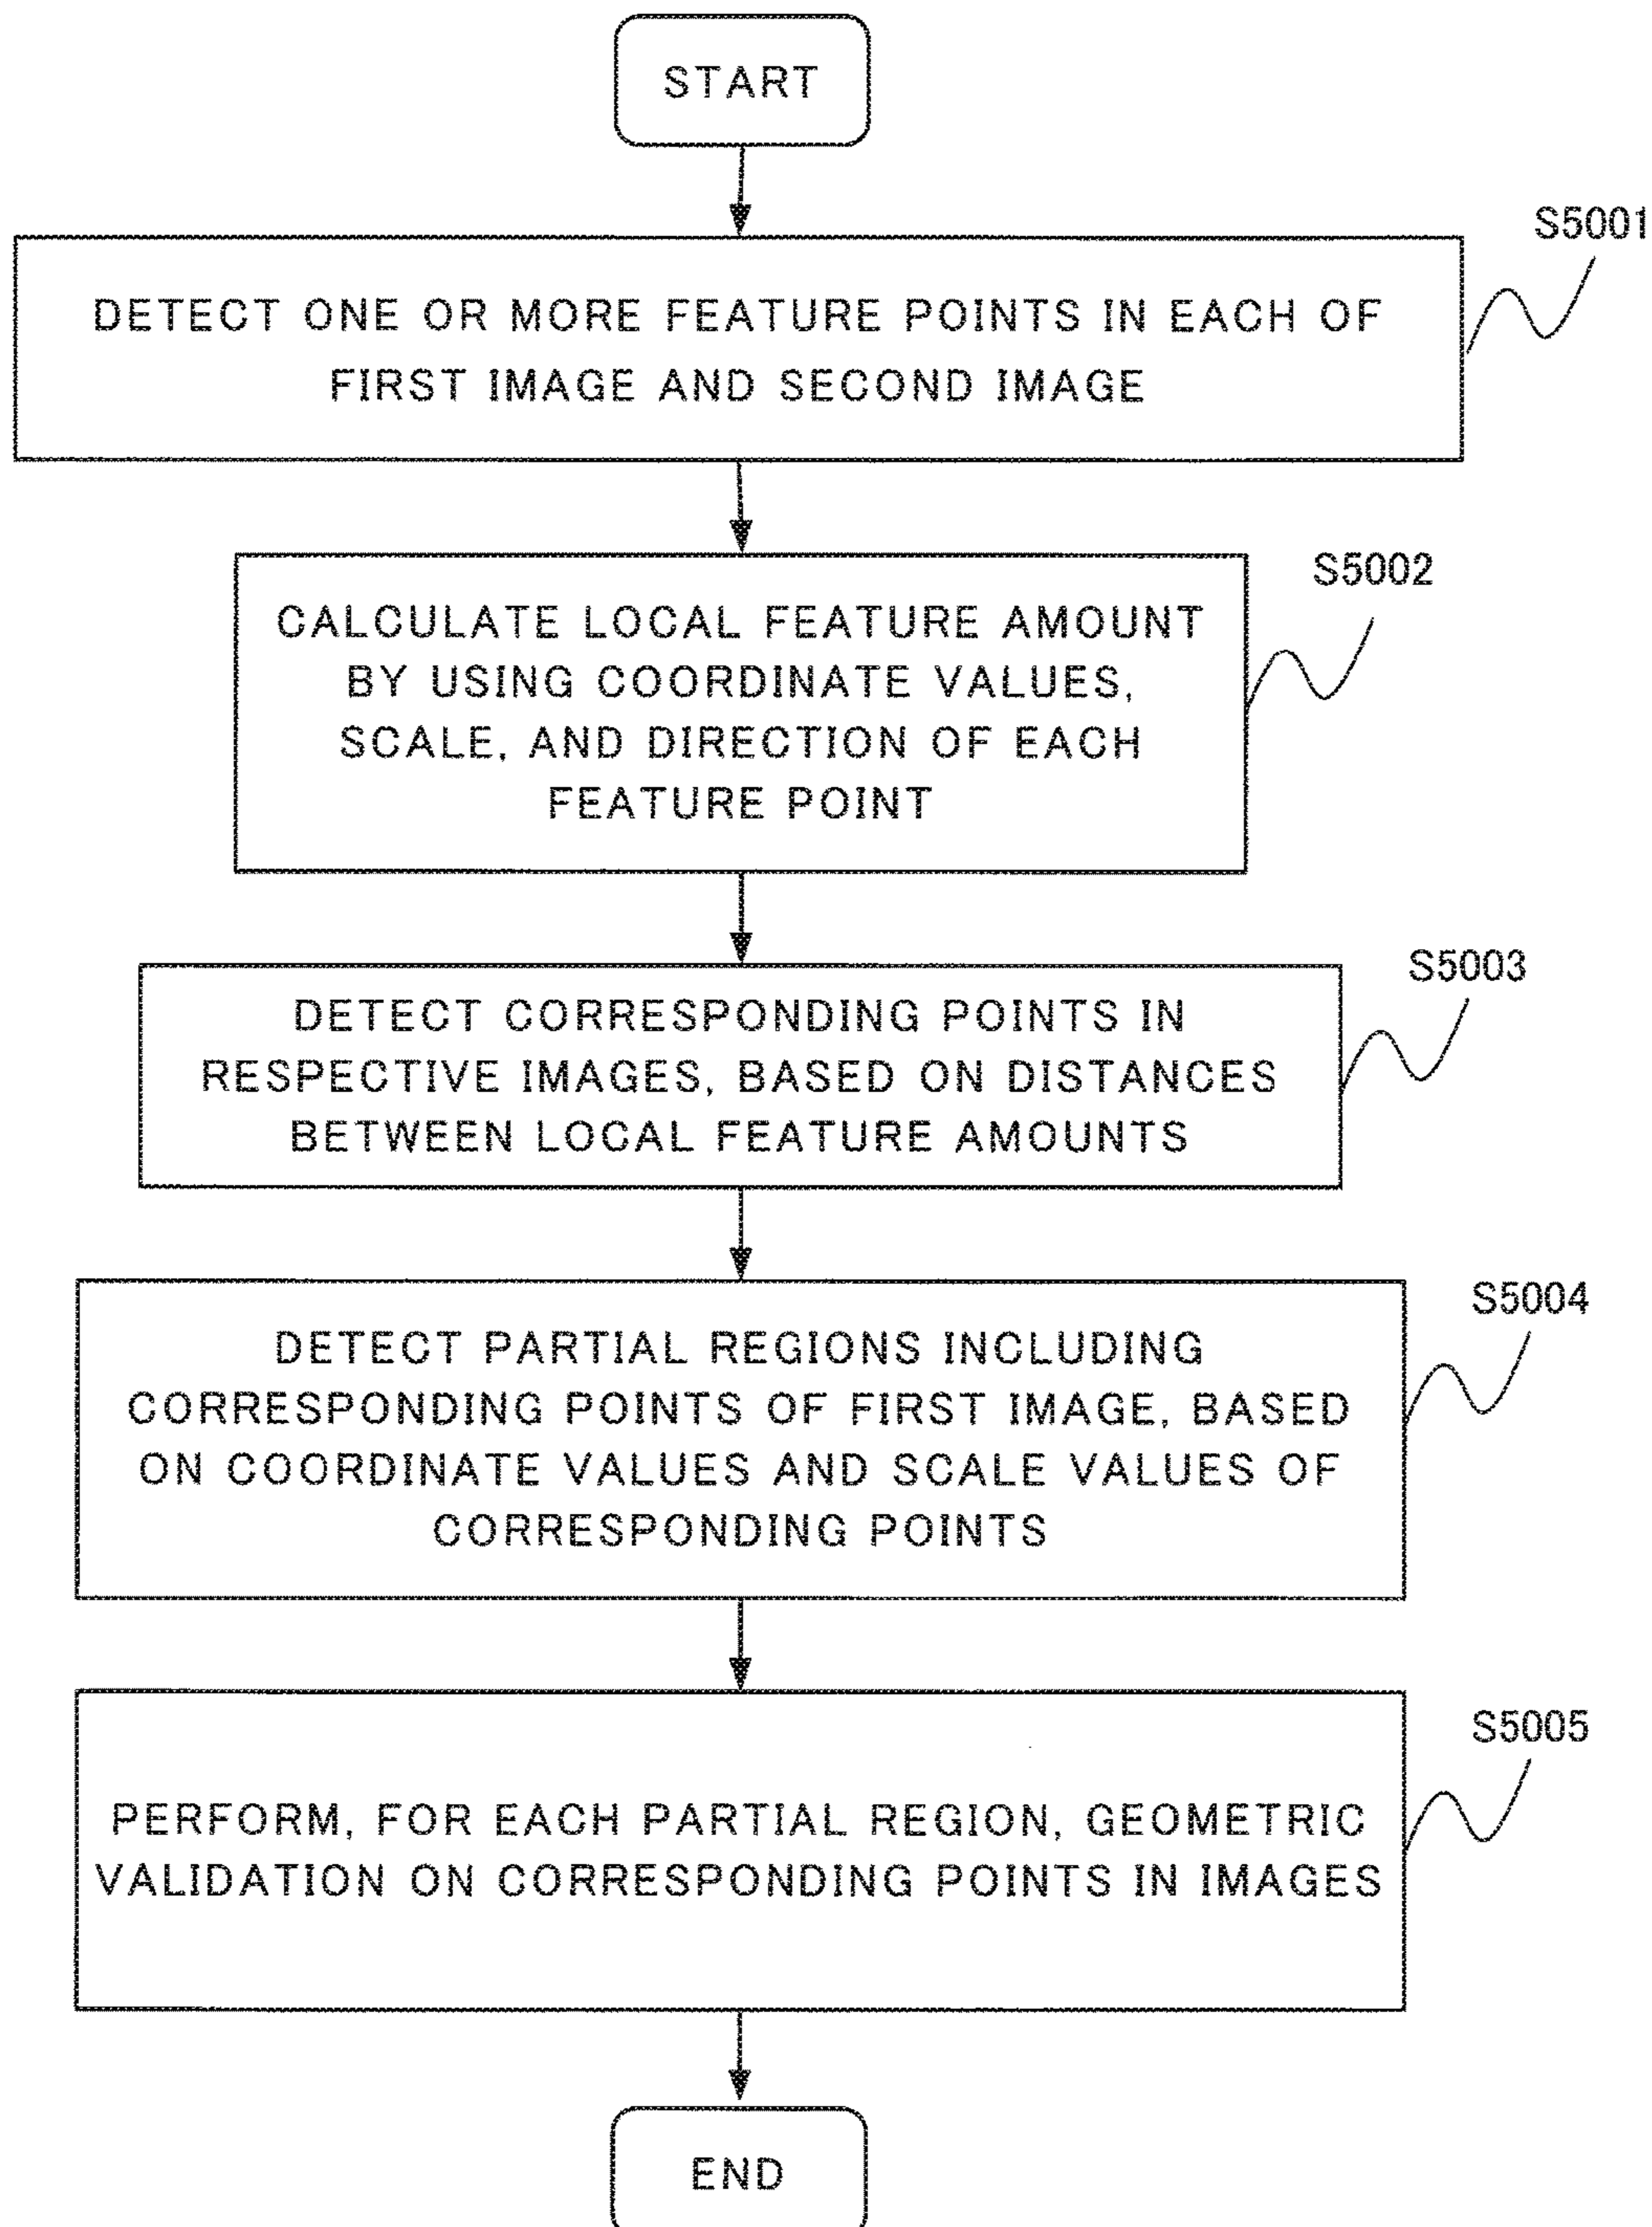 START
S5001
DETECT ONE OR MORE FEATURE POINTS IN EACH OF
FIRST IMAGE AND SECOND IMAGE
S5002
CALCULATE LOCAL FEATURE AMOUNT
BY USING COORDINATE VALUES,
SCALE, AND DIRECTION OF EACH
FEATURE POINT
S5003
DETECT CORRESPONDING POINTS IN
RESPECTIVE IMAGES, BASED ON DISTANCES
BETWEEN LOCAL FEATURE AMOUNTS
S5004
DETECT PARTIAL REGIONS INCLUDING
CORRESPONDING POINTS OF FIRST IMAGE, BASED
ON COORDINATE VALUES AND SCALE VALUES OF
CORRESPONDING POINTS
S5005
PERFORM, FOR EACH PARTIAL REGION, GEOMETRIC
VALIDATION ON CORRESPONDING POINTS IN IMAGES
END